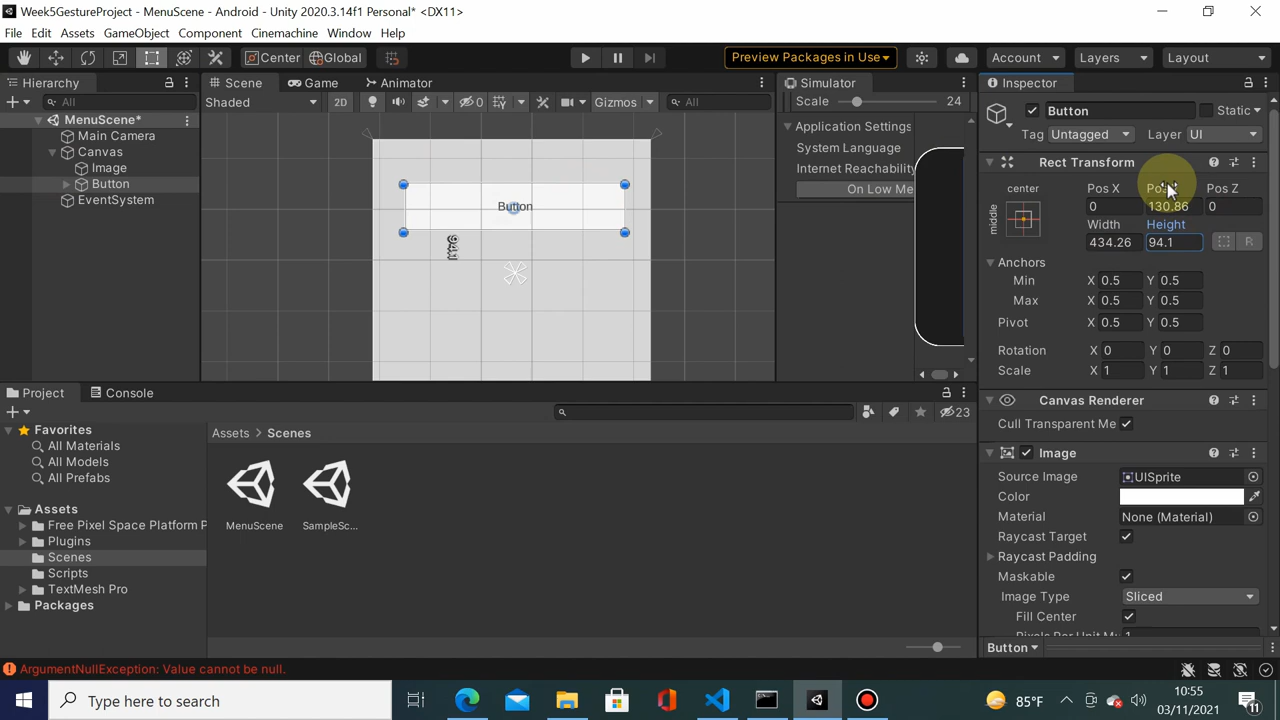 Week5GestureProject - MenuScene - Android - Unity 2020.3.14f1 Personal* <DX11>
File Edit Assets GameObject Component Cinemachine Window Help
Center Global Preview Packages in Use Account Layers Layout
Hierarchy Scene Game Animator Simulator Inspector
All Shaded 2D 0 Gizmos All Scale 24 Button Static
Tag Untagged Layer UI
MenuScene*
Main Camera
Canvas
Image
Button
EventSystem
Button
94.1
Application Settings
System Language
Internet Reachability
On Low Me
Rect Transform
center Pos X Pos Z
middle 0 130.86 0
Width Height
434.26 94.1 R
Anchors
Min X 0.5 Y 0.5
Max X 0.5 Y 0.5
Pivot X 0.5 Y 0.5
Rotation X 0 Y 0 Z 0
Scale X 1 Y 1 Z 1
Canvas Renderer
Cull Transparent Me
Image
Source Image UISprite
Color
Material None (Material)
Raycast Target
Raycast Padding
Maskable
Image Type Sliced
Fill Center
Button
Project Console
23
Favorites
All Materials
All Models
All Prefabs
Assets
Free Pixel Space Platform P
Plugins
Scenes
Scripts
TextMesh Pro
Packages
Assets > Scenes
MenuScene SampleSc...
ArgumentNullException: Value cannot be null.
Type here to search
85°F
10:55
03/11/2021
11